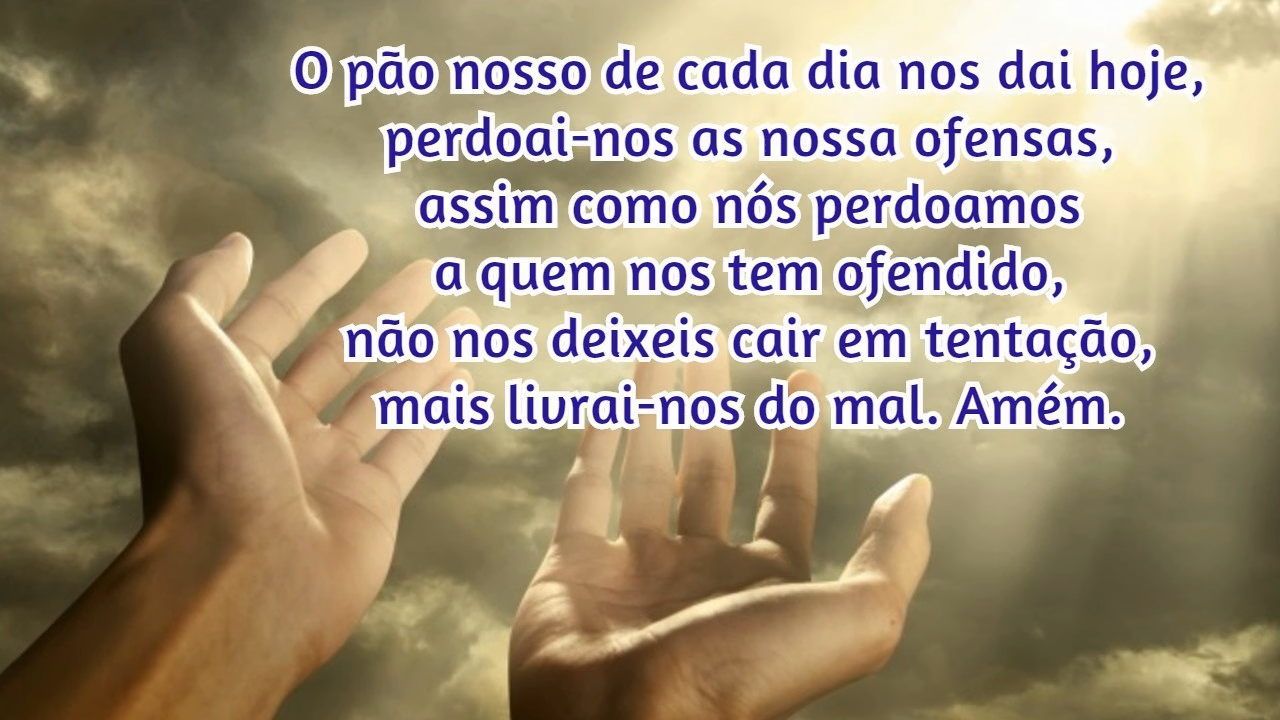 O pão nosso de cada dia nos dai hoje,
perdoai-nos as nossa ofensas,
assim como nós perdoamos
a quem nos tem ofendido,
não nos deixeis cair em tentação,
mais livrai-nos do mal. Amém.